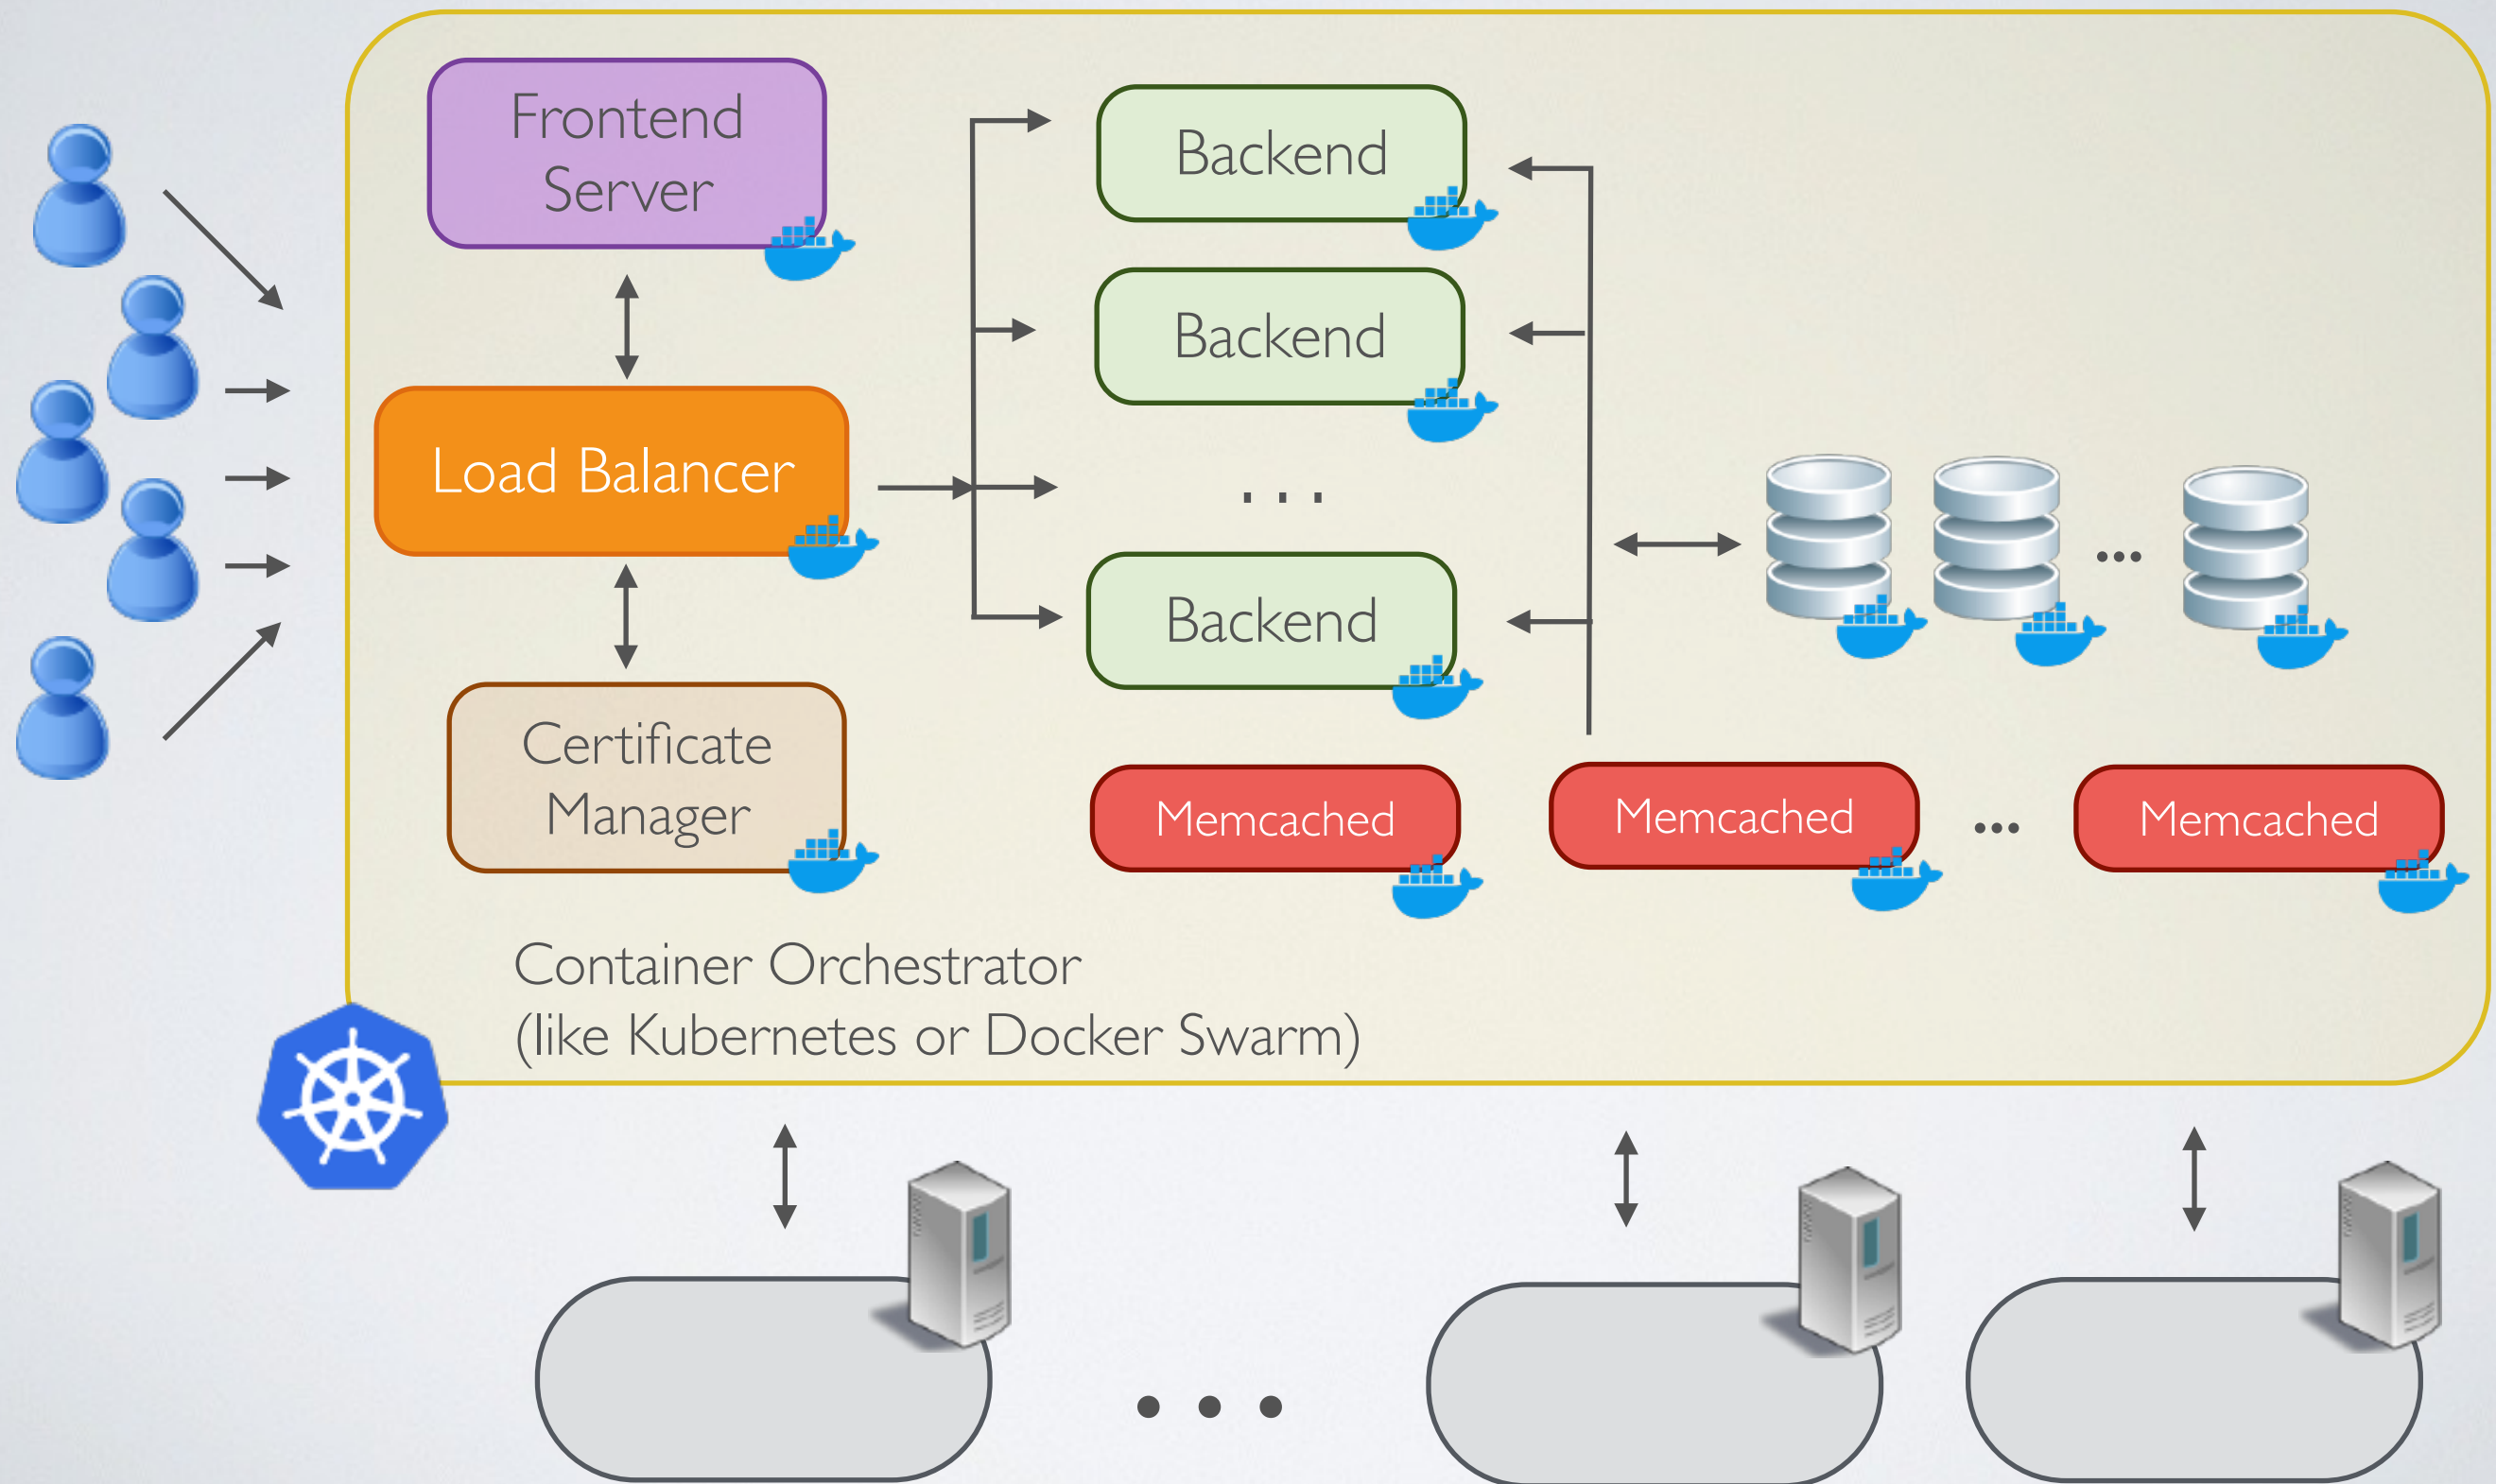 Frontend
Server
Backend
Backend
Load Balancer
...
...
Backend
Certificate
Manager
Memcached
Memcached
...
Memcached
Container Orchestrator
(like Kubernetes or Docker Swarm)
...